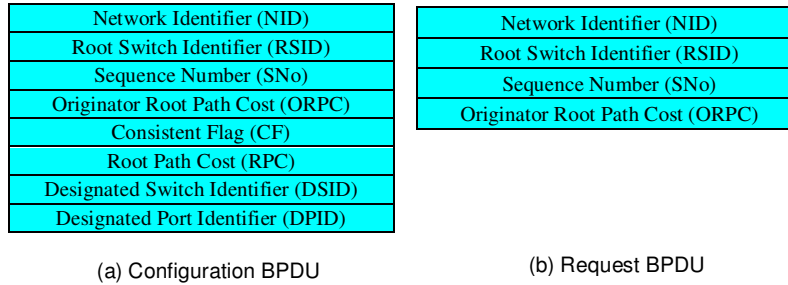 Network Identifier (NID)
Root Switch Identifier (RSID)
Sequence Number (SNo)
Originator Root Path Cost (ORPC)
Consistent Flag (CF)
Root Path Cost (RPC)
Designated Switch Identifier (DSID)
Designated Port Identifier (DPID)
(a) Configuration BPDU
Network Identifier (NID)
Root Switch Identifier (RSID)
Sequence Number (SNo)
Originator Root Path Cost (ORPC)
(b) Request BPDU